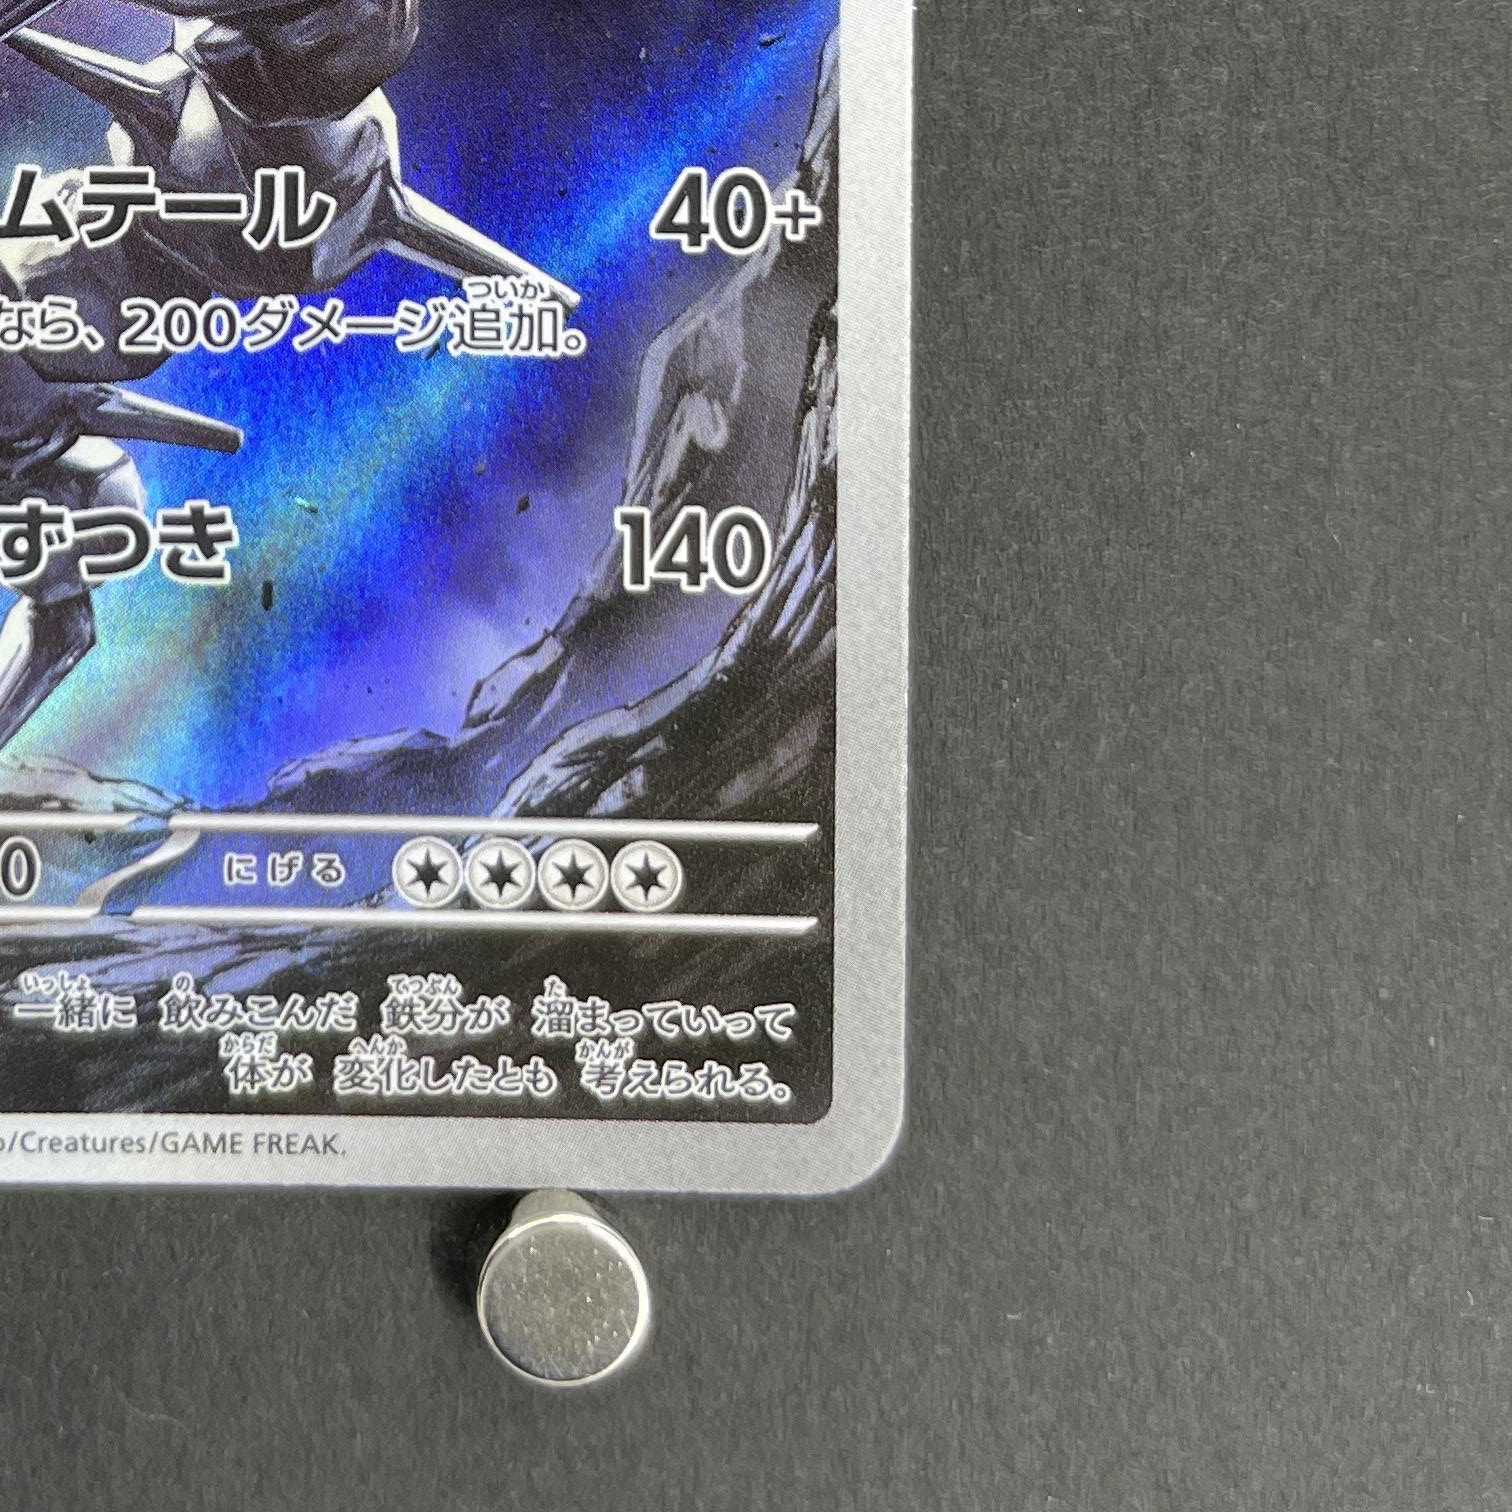 ムテール 40+
なら、200ダメージ追加。
ずつき 140
0 にげる
一緒に 飲みこんだ 鉄分が 溜まっていって
体が 変化したとも 考えられる。
o/Creatures/GAME FREAK.